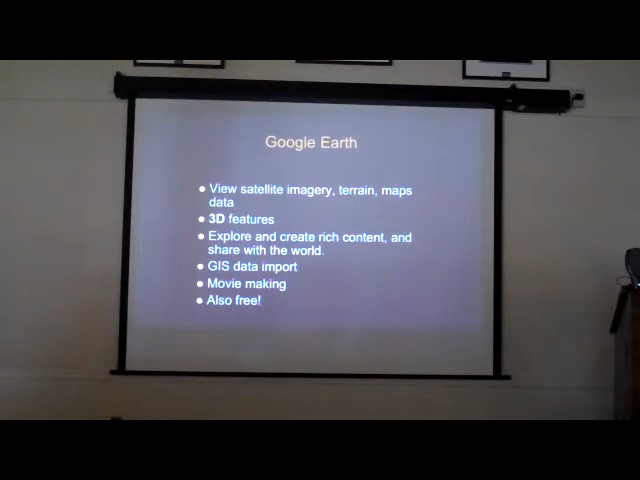 Google Earth
● View satellite imagery, terrain, maps
data
● 3D features
● Explore and create rich content, and
share with the world.
● GIS data import
● Movie making
● Also free!